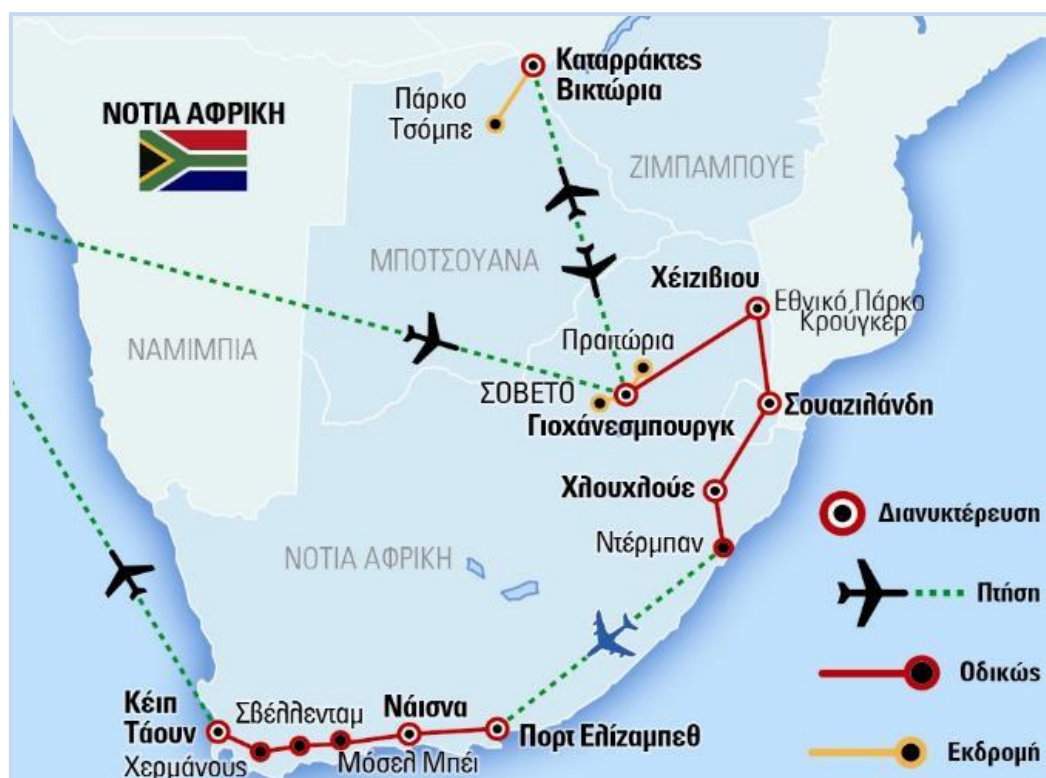 Καταρράκτες
Βικτώρια
Πάρκο
Τσόμπε
ΝΟΤΙΑ ΑΦΡΙΚΗ
ΖΙΜΠΑΜΠΟΥΕ
ΜΠΟΤΣΟΥΑΝΑ
Χέιζιβιου
Εθνικό Πάρκο
Κρούγκερ
ΝΑΜΙΜΠΙΑ
Πραιτώρια
ΣΟΒΕΤΟ
Γιοχάνεσμπουργκ
Σουαζιλάνδη
Χλουχλούε
Διανυκτέρευση
Ντέρμπαν
ΝΟΤΙΑ ΑΦΡΙΚΗ
Πτήση
Οδικώς
Κέιπ
Τάουν
Σβέλλενταμ
Νάισνα
Πορτ Ελίζαμπεθ
Χερμάνους
Μόσελ Μπέι
Εκδρομή